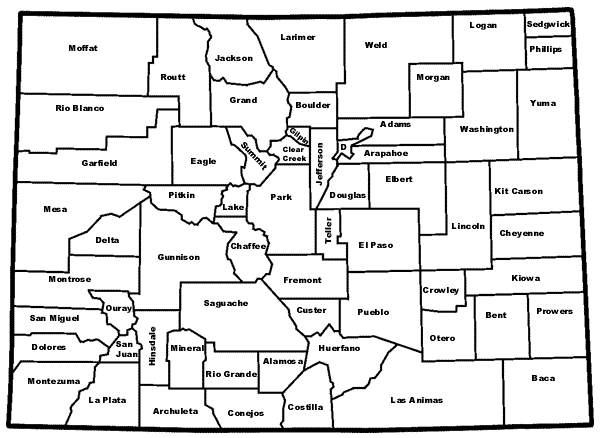 Moffat
Routt
Jackson
Larimer
Weld
Logan
Sedgwick
Phillips
Morgan
Rio Blanco
Grand
Boulder
Yuma
Adams
Washington
Gilpin
Clear
Creek
Jefferson
D
Arapahoe
Garfield
Eagle
Summit
Elbert
Kit Carson
Pitkin
Lake
Park
Douglas
Mesa
Delta
Gunnison
Chaffee
Teller
El Paso
Lincoln
Cheyenne
Montrose
Fremont
Crowley
Kiowa
Ouray
Saguache
Custer
Pueblo
San Miguel
Bent
Prowers
Dolores
San
Juan
Hinsdale
Mineral
Alamosa
Huerfano
Otero
Rio Grande
Montezuma
La Plata
Archuleta
Conejos
Costilla
Las Animas
Baca